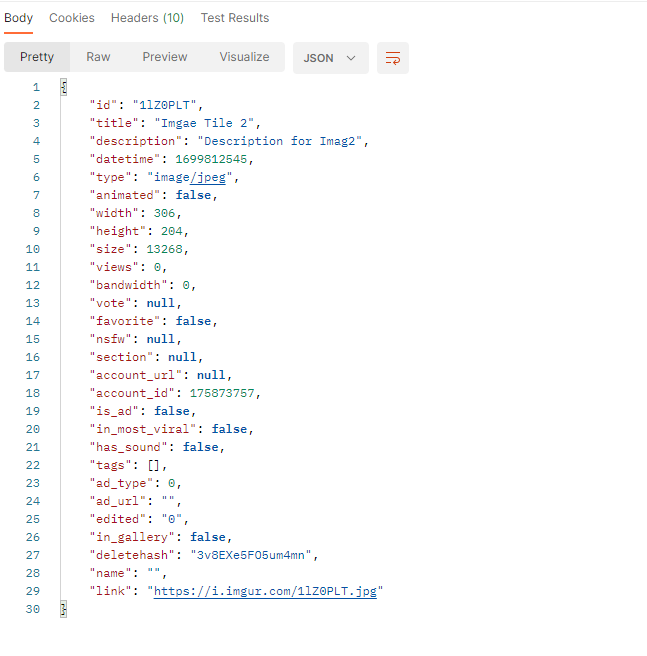 Body Cookies Headers (10) Test Results
Pretty Raw Preview Visualize JSON
1 {
2 "id": "1lZ0PLT",
3 "title": "Imgae Tile 2",
4 "description": "Description for Imag2",
5 "datetime": 1699812545,
6 "type": "image/jpeg",
7 "animated": false,
8 "width": 306,
9 "height": 204,
10 "size": 13268,
11 "views": 0,
12 "bandwidth": 0,
13 "vote": null,
14 "favorite": false,
15 "nsfw": null,
16 "section": null,
17 "account_url": null,
18 "account_id": 175873757,
19 "is_ad": false,
20 "in_most_viral": false,
21 "has_sound": false,
22 "tags": [],
23 "ad_type": 0,
24 "ad_url": "",
25 "edited": "0",
26 "in_gallery": false,
27 "deletehash": "3v8EXe5FO5um4mn",
28 "name": "",
29 "link": "https://i.imgur.com/1lZ0PLT.jpg"
30 }